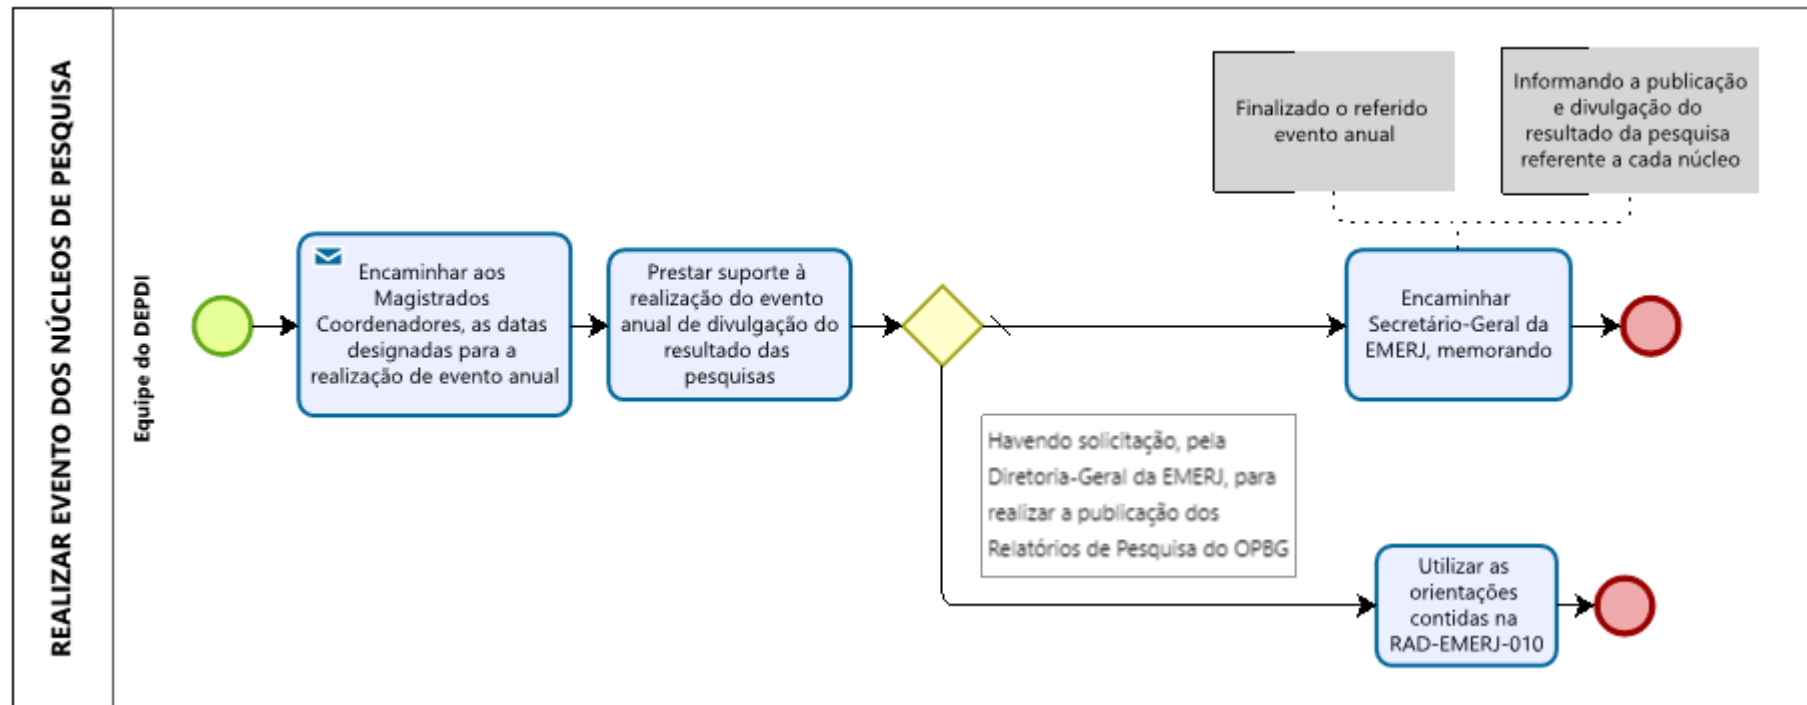 REALIZAR EVENTO DOS NÚCLEOS DE PESQUISA
Equipe do DEPDI
Encaminhar aos
Magistrados
Coordenadores, as datas
designadas para a
realização de evento anual
Prestar suporte à
realização do evento
anual de divulgação do
resultado das
pesquisas
Finalizado o referido
evento anual
Informando a publicação
e divulgação do
resultado da pesquisa
referente a cada núcleo
Encaminhar
Secretário-Geral da
EMERJ, memorando
Havendo solicitação, pela
Diretoria-Geral da EMERJ, para
realizar a publicação dos
Relatórios de Pesquisa do OPBG
Utilizar as
orientações
contidas na
RAD-EMERJ-010